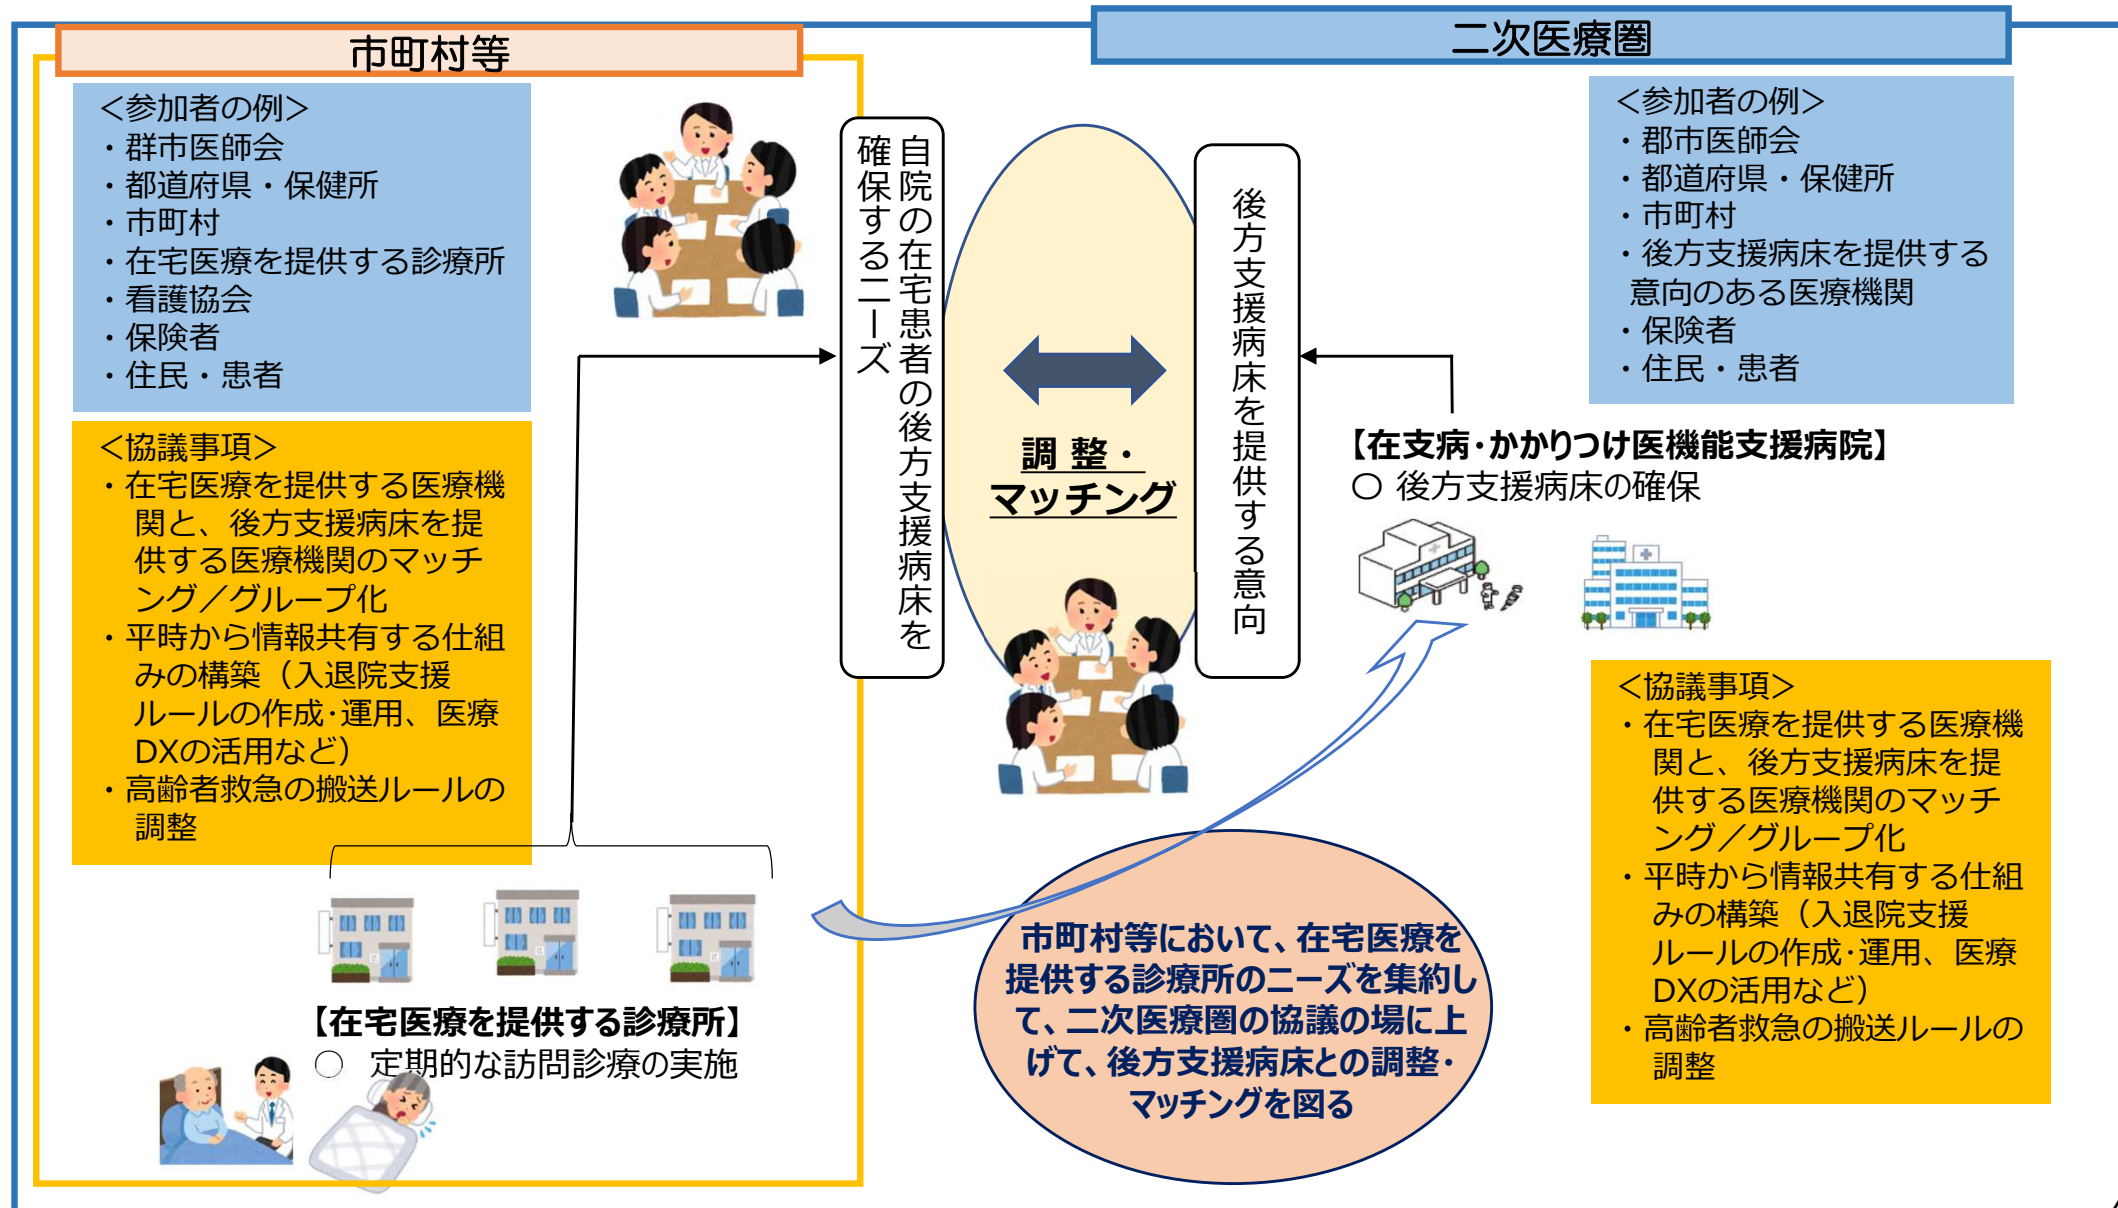 市町村等
<参加者の例>
・群市医師会
・都道府県・保健所
・市町村
・在宅医療を提供する診療所
・看護協会
・保険者
・住民・患者
<協議事項>
・在宅医療を提供する医療機
関と、後方支援病床を提
供する医療機関のマッチ
ング／グループ化
・平時から情報共有する仕組
みの構築（入退院支援
ルールの作成・運用、医療
DXの活用など）
・高齢者救急の搬送ルールの
調整
【在宅医療を提供する診療所】
○ 定期的な訪問診療の実施
自院の在宅患者の後方支援病床を
確保するニーズ
調 整・
マッチング
後方支援病床を提供する意向
市町村等において、在宅医療を
提供する診療所のニーズを集約し
て、二次医療圏の協議の場に上
げて、後方支援病床との調整・
マッチングを図る
二次医療圏
<参加者の例>
・郡市医師会
・都道府県・保健所
・市町村
・後方支援病床を提供する
意向のある医療機関
・保険者
・住民・患者
【在支病・かかりつけ医機能支援病院】
○ 後方支援病床の確保
<協議事項>
・在宅医療を提供する医療機
関と、後方支援病床を提
供する医療機関のマッチ
ング／グループ化
・平時から情報共有する仕組
みの構築（入退院支援
ルールの作成・運用、医療
DXの活用など）
・高齢者救急の搬送ルールの
調整